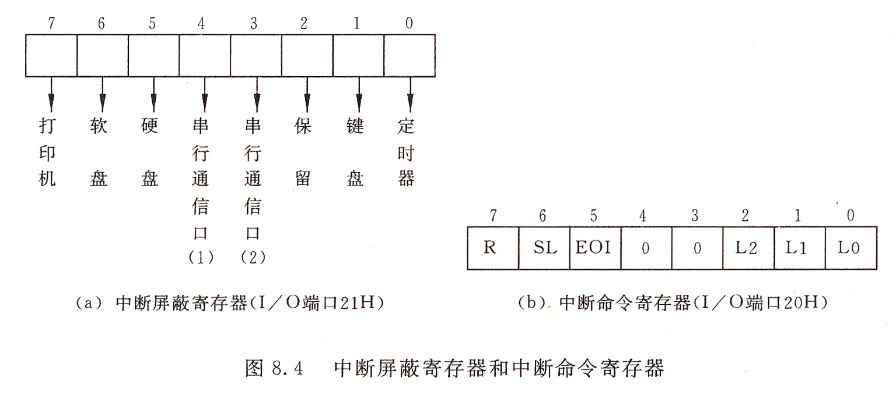 7 6 5 4 3 2 1 0
打印机 软盘 硬盘 串行通信口(1) 串行通信口(2) 保留 键盘 定时器
(a) 中断屏蔽寄存器(I/O端口21H)
7 6 5 4 3 2 1 0
R SL EOI 0 0 L2 L1 L0
(b). 中断命令寄存器(I/O端口20H)
图 8.4 中断屏蔽寄存器和中断命令寄存器